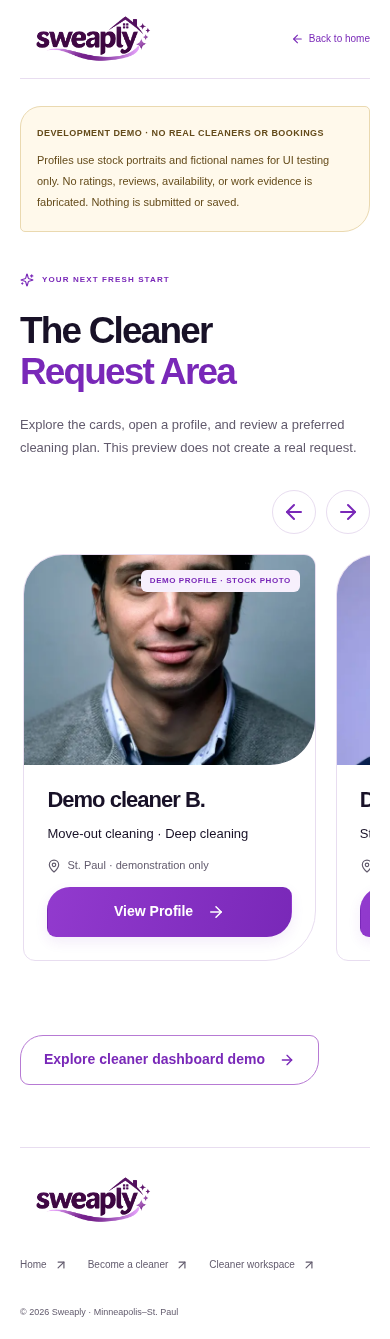 sweaply
Back to home
DEVELOPMENT DEMO · NO REAL CLEANERS OR BOOKINGS
Profiles use stock portraits and fictional names for UI testing
only. No ratings, reviews, availability, or work evidence is
fabricated. Nothing is submitted or saved.
YOUR NEXT FRESH START
The Cleaner
Request Area
Explore the cards, open a profile, and review a preferred
cleaning plan. This preview does not create a real request.
DEMO PROFILE · STOCK PHOTO
Demo cleaner B.
Move-out cleaning · Deep cleaning
St. Paul · demonstration only
View Profile
Explore cleaner dashboard demo
sweaply
Home Become a cleaner Cleaner workspace
© 2026 Sweaply · Minneapolis–St. Paul